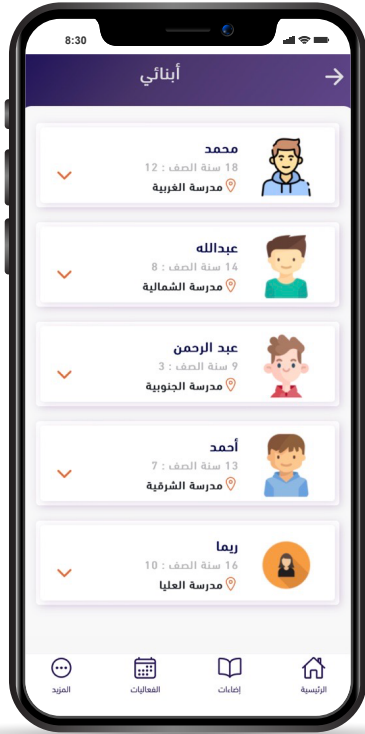 8:30
أبنائي
محمد
18 سنة الصف : 12
مدرسة الغربية
عبدالله
14 سنة الصف : 8
مدرسة الشمالية
عبد الرحمن
9 سنة الصف : 3
مدرسة الجنوبية
أحمد
13 سنة الصف : 7
مدرسة الشرقية
ريما
16 سنة الصف : 10
مدرسة العليا
الرئيسية إضاءات الفعاليات المزيد